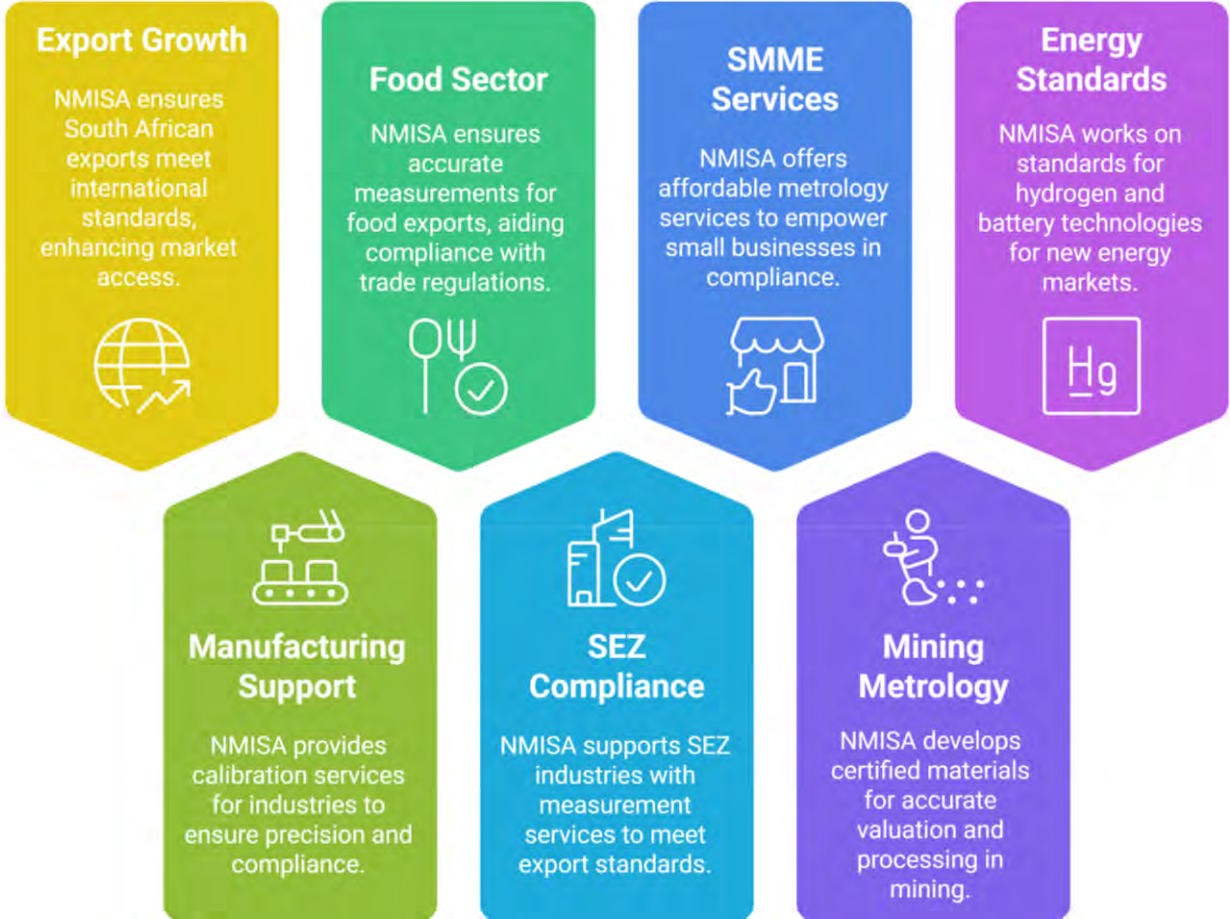 Export Growth
NMISA ensures
South African
exports meet
international
standards,
enhancing market
access.
Food Sector
NMISA ensures
accurate
measurements for
food exports, aiding
compliance with
trade regulations.
SMME
Services
NMISA offers
affordable metrology
services to empower
small businesses in
compliance.
Energy
Standards
NMISA works on
standards for
hydrogen and
battery technologies
for new energy
markets.
Hg
Manufacturing
Support
NMISA provides
calibration services
for industries to
ensure precision and
compliance.
SEZ
Compliance
NMISA supports SEZ
industries with
measurement
services to meet
export standards.
Mining
Metrology
NMISA develops
certified materials
for accurate
valuation and
processing in
mining.